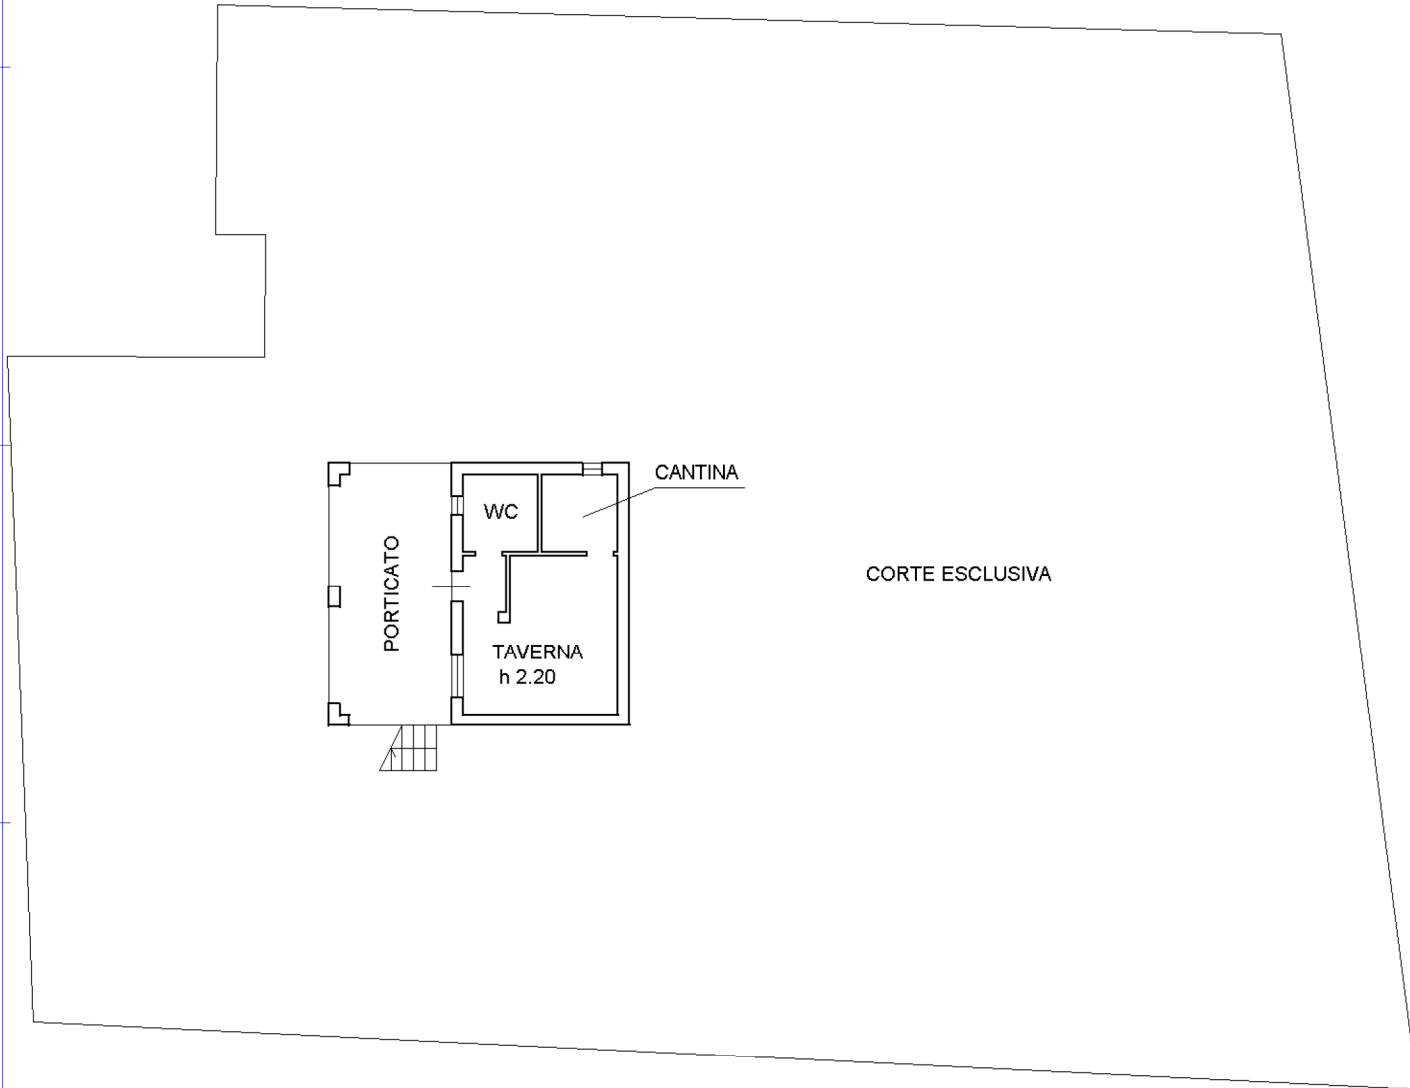 CANTINA
WC
PORTICATO
CORTE ESCLUSIVA
TAVERNA
h 2.20